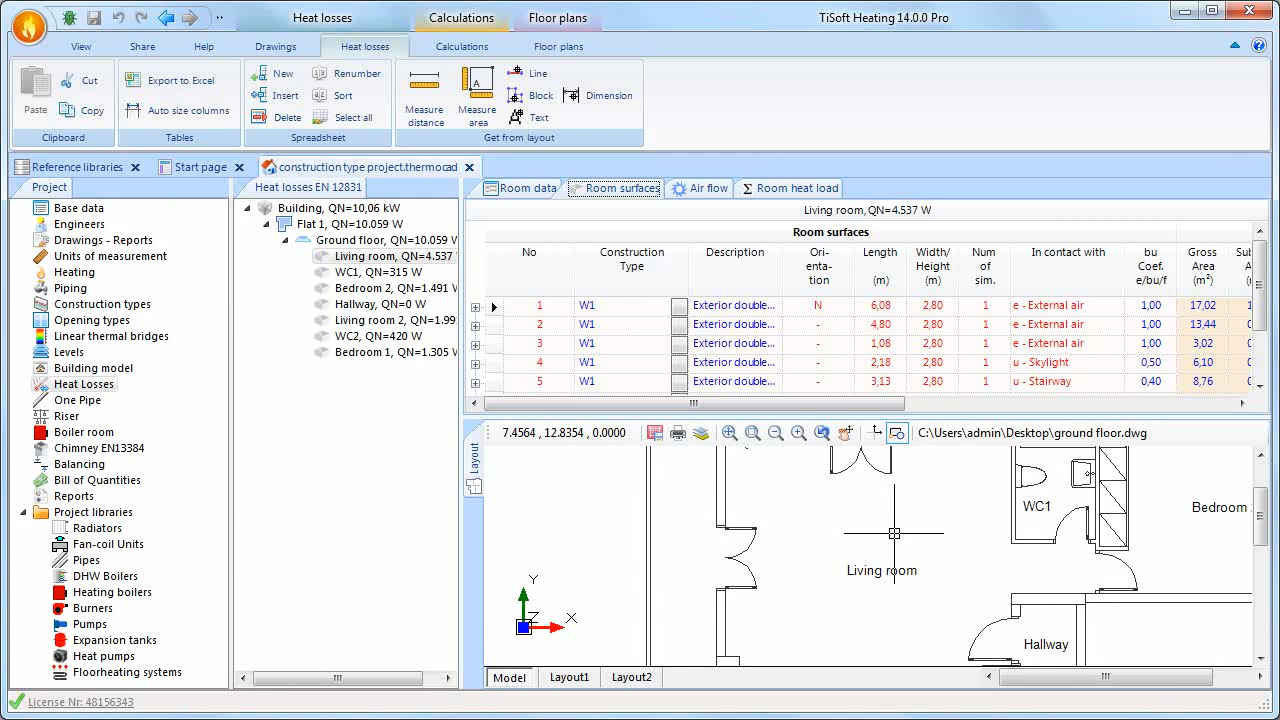 Heat losses Calculations Floor plans TiSoft Heating 14.0.0 Pro
View Share Help Drawings Heat losses Calculations Floor plans
Paste Cut Copy Clipboard
Export to Excel Auto size columns Tables
New Insert Delete Renumber Sort Select all Spreadsheet
Measure distance Measure area Line Block Text Dimension Get from layout
Reference libraries Start page construction type project.thermocad
Project
Base data
Engineers
Drawings - Reports
Units of measurement
Heating
Piping
Construction types
Opening types
Linear thermal bridges
Levels
Building model
Heat Losses
One Pipe
Riser
Boiler room
Chimney EN13384
Balancing
Bill of Quantities
Reports
Project libraries
Radiators
Fan-coil Units
Pipes
DHW Boilers
Heating boilers
Burners
Pumps
Expansion tanks
Heat pumps
Floorheating systems
Heat losses EN 12831
Building, QN=10,06 kW
Flat 1, QN=10.059 W
Ground floor, QN=10.059 W
Living room, QN=4.537
WC1, QN=315 W
Bedroom 2, QN=1.491 W
Hallway, QN=0 W
Living room 2, QN=1.99
WC2, QN=420 W
Bedroom 1, QN=1.305 W
Room data Room surfaces Air flow Σ Room heat load
Living room, QN=4.537 W
Room surfaces
No Construction Type Description Ori-enta-tion Length (m) Width/Height (m) Num of sim. In contact with bu Coef. e/bu/f Gross Area (m²)
1 W1 Exterior double... N 6,08 2,80 1 e - External air 1,00 17,02
2 W1 Exterior double... - 4,80 2,80 1 e - External air 1,00 13,44
3 W1 Exterior double... - 1,08 2,80 1 e - External air 1,00 3,02
4 W1 Exterior double... - 2,18 2,80 1 u - Skylight 0,50 6,10
5 W1 Exterior double... - 3,13 2,80 1 u - Stairway 0,40 8,76
Layout
7.4564 , 12.8354 , 0.0000 C:\Users\admin\Desktop\ground floor.dwg
WC1
Bedroom
Living room
Hallway
Y
X
Z
Model Layout1 Layout2
License Nr: 48156343